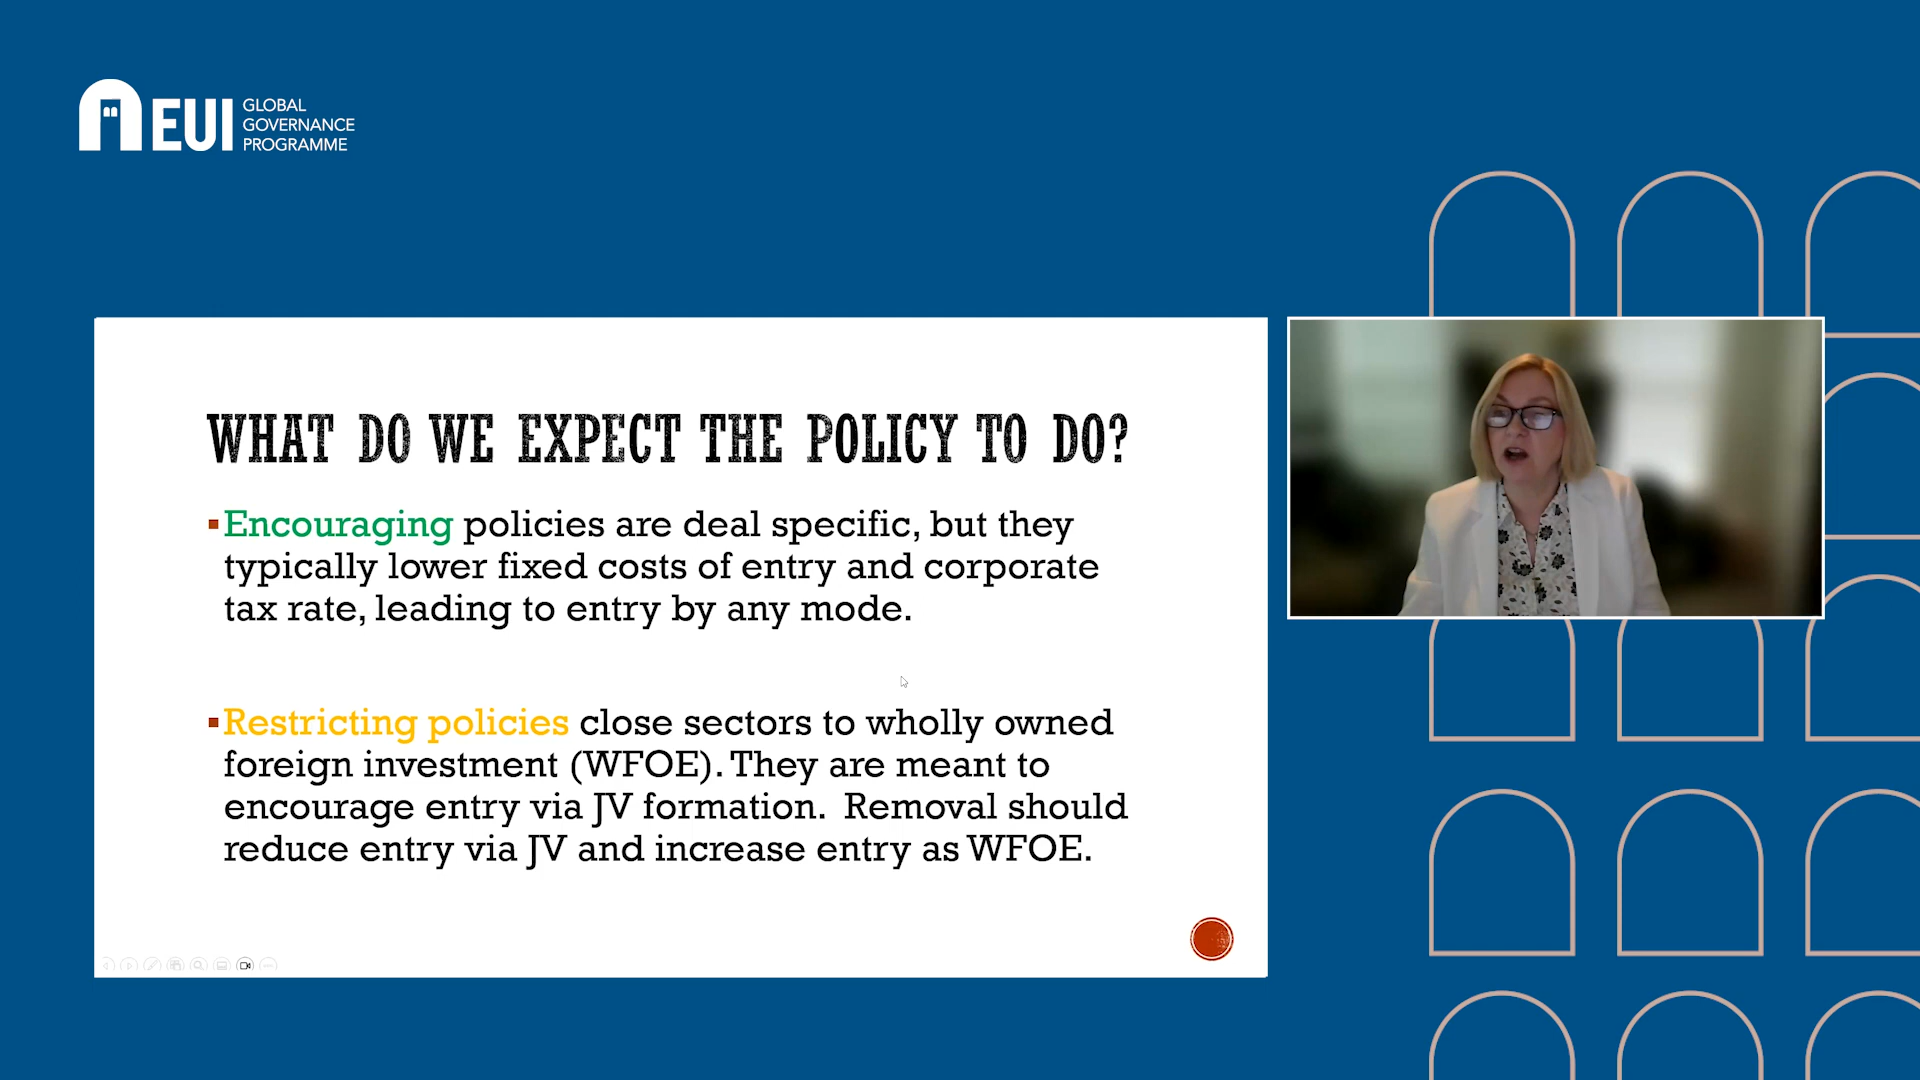 EUI
GLOBAL
GOVERNANCE
PROGRAMME
WHAT DO WE EXPECT THE POLICY TO DO?
▪Encouraging policies are deal specific, but they
typically lower fixed costs of entry and corporate
tax rate, leading to entry by any mode.
▪Restricting policies close sectors to wholly owned
foreign investment (WFOE). They are meant to
encourage entry via JV formation.  Removal should
reduce entry via JV and increase entry as WFOE.